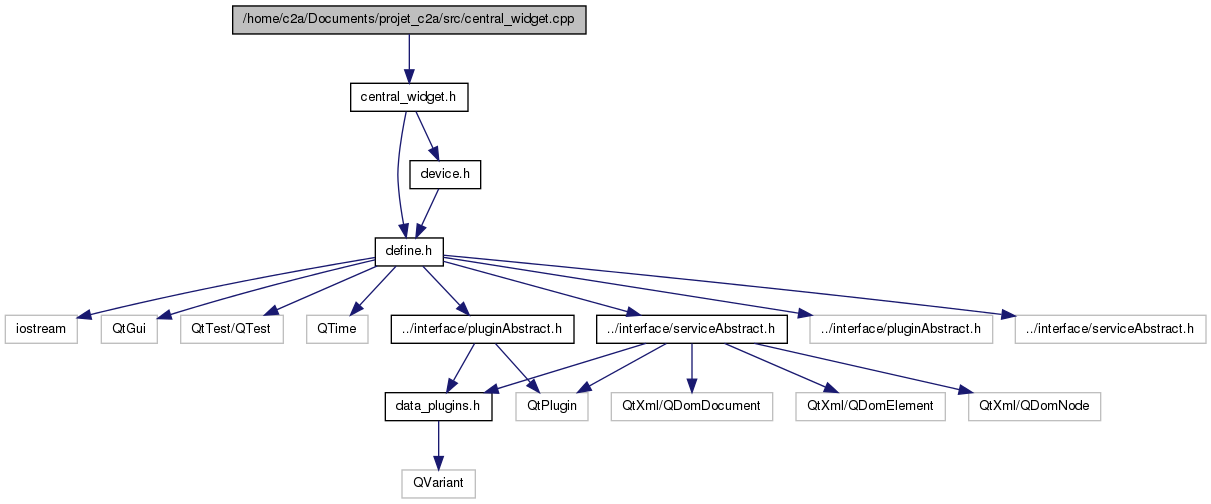 /home/c2a/Documents/projet_c2a/src/central_widget.cpp
central_widget.h
device.h
define.h
iostream
QtGui
QtTest/QTest
QTime
../interface/pluginAbstract.h
../interface/serviceAbstract.h
../interface/pluginAbstract.h
../interface/serviceAbstract.h
data_plugins.h
QtPlugin
QtXml/QDomDocument
QtXml/QDomElement
QtXml/QDomNode
QVariant